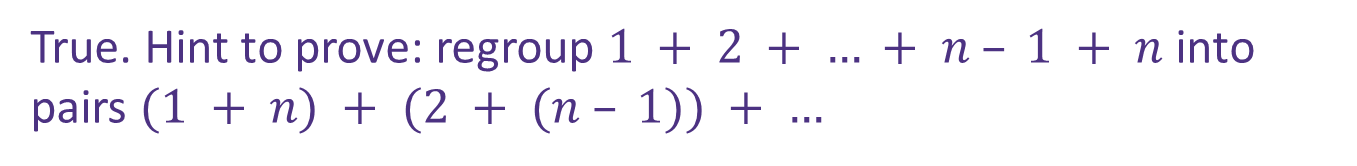 True. Hint to prove: regroup 1 + 2 + … + n – 1 + n into
pairs (1 + n) + (2 + (n – 1)) + …